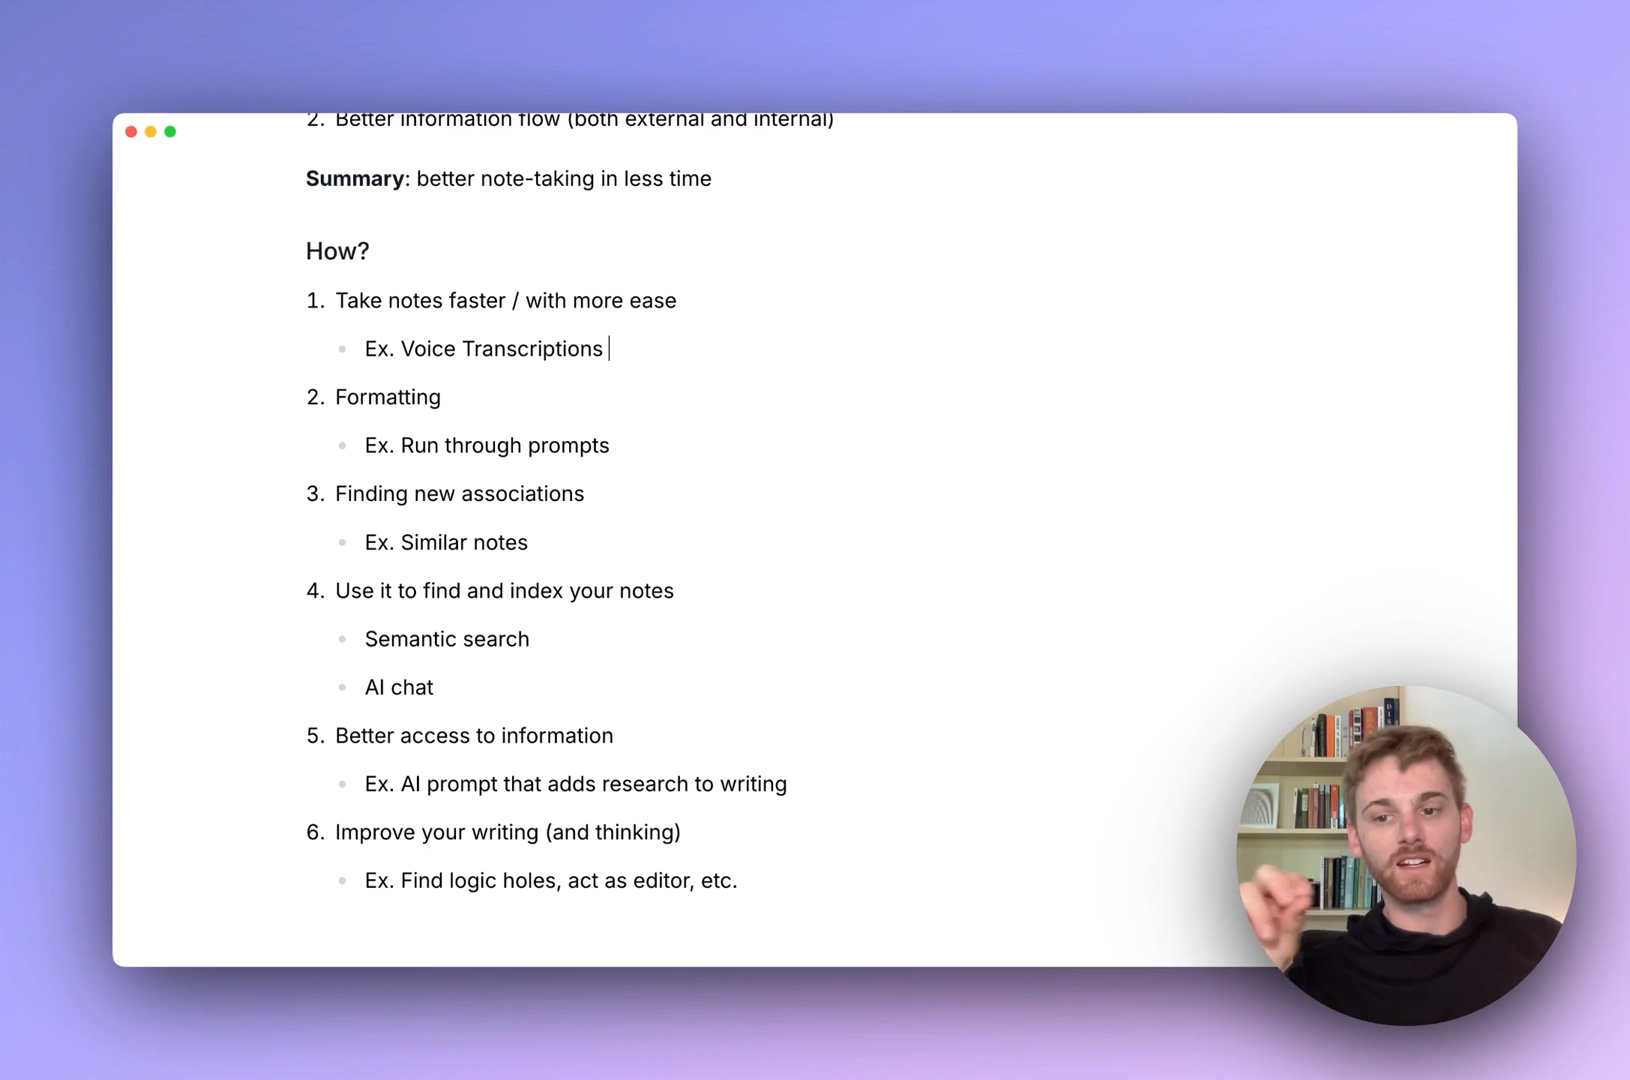 2. Better information flow (both external and internal)
Summary: better note-taking in less time
How?
1. Take notes faster / with more ease
Ex. Voice Transcriptions
2. Formatting
Ex. Run through prompts
3. Finding new associations
Ex. Similar notes
4. Use it to find and index your notes
Semantic search
AI chat
5. Better access to information
Ex. AI prompt that adds research to writing
6. Improve your writing (and thinking)
Ex. Find logic holes, act as editor, etc.